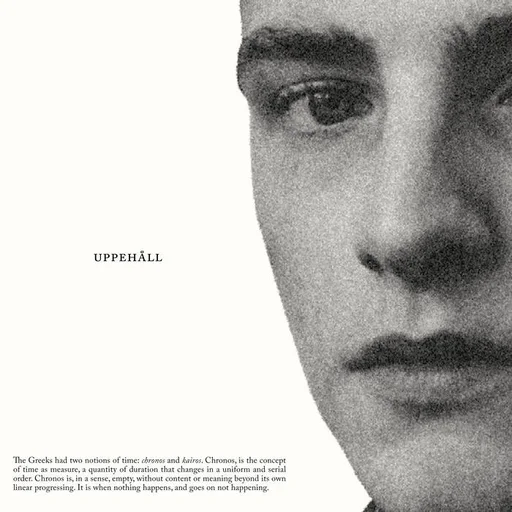 UPPEHÅLL
The Greeks had two notions of time: chronos and kairos. Chronos, is the concept
of time as measure, a quantity of duration that changes in a uniform and serial
order. Chronos is, in a sense, empty, without content or meaning beyond its own
linear progressing. It is when nothing happens, and goes on not happening.